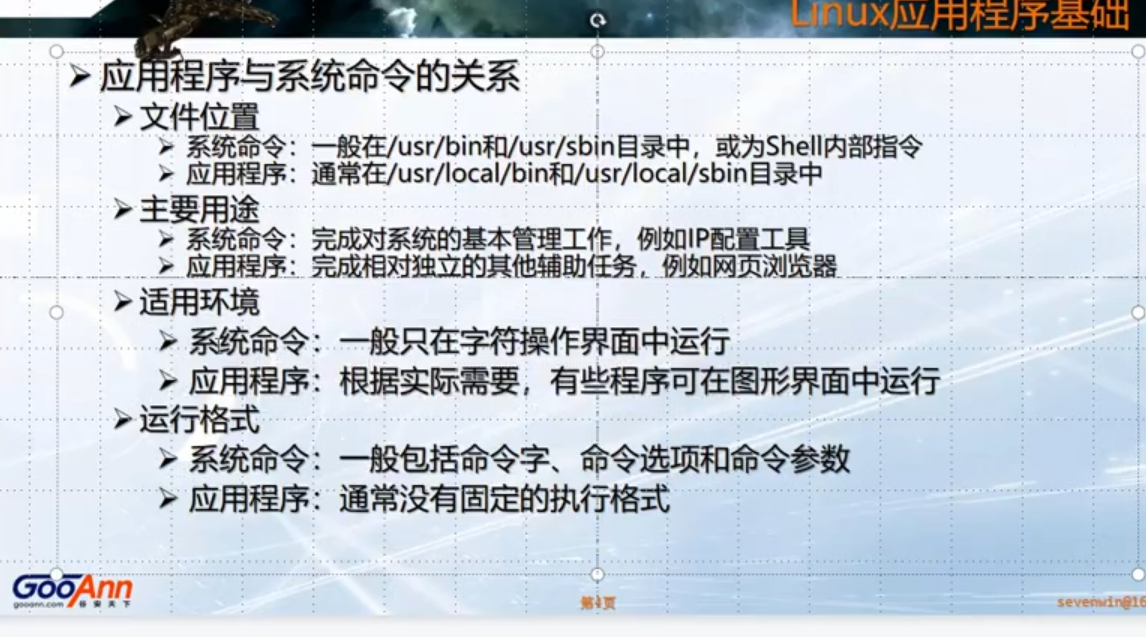 Linux应用程序基础
应用程序与系统命令的关系
文件位置
系统命令：一般在/usr/bin和/usr/sbin目录中，或为Shell内部指令
应用程序：通常在/usr/local/bin和/usr/local/sbin目录中
主要用途
系统命令：完成对系统的基本管理工作，例如IP配置工具
应用程序：完成相对独立的其他辅助任务，例如网页浏览器
适用环境
系统命令：一般只在字符操作界面中运行
应用程序：根据实际需要，有些程序可在图形界面中运行
运行格式
系统命令：一般包括命令字、命令选项和命令参数
应用程序：通常没有固定的执行格式
GooAnn
gooann.com 谷安天下
第4页
sevenwin@16